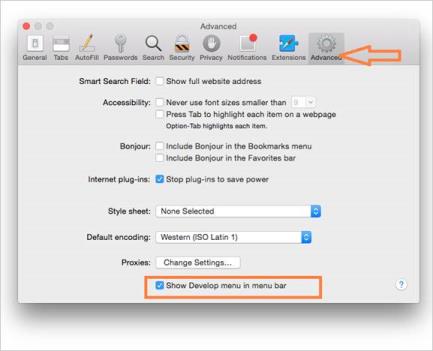 Advanced
General Tabs AutoFill Passwords Search Security Privacy Notifications Extensions Advanced
Smart Search Field: Show full website address
Accessibility: Never use font sizes smaller than 9
Press Tab to highlight each item on a webpage
Option-Tab highlights each item.
Bonjour: Include Bonjour in the Bookmarks menu
Include Bonjour in the Favorites bar
Internet plug-ins: Stop plug-ins to save power
Style sheet: None Selected
Default encoding: Western (ISO Latin 1)
Proxies: Change Settings...
Show Develop menu in menu bar
?